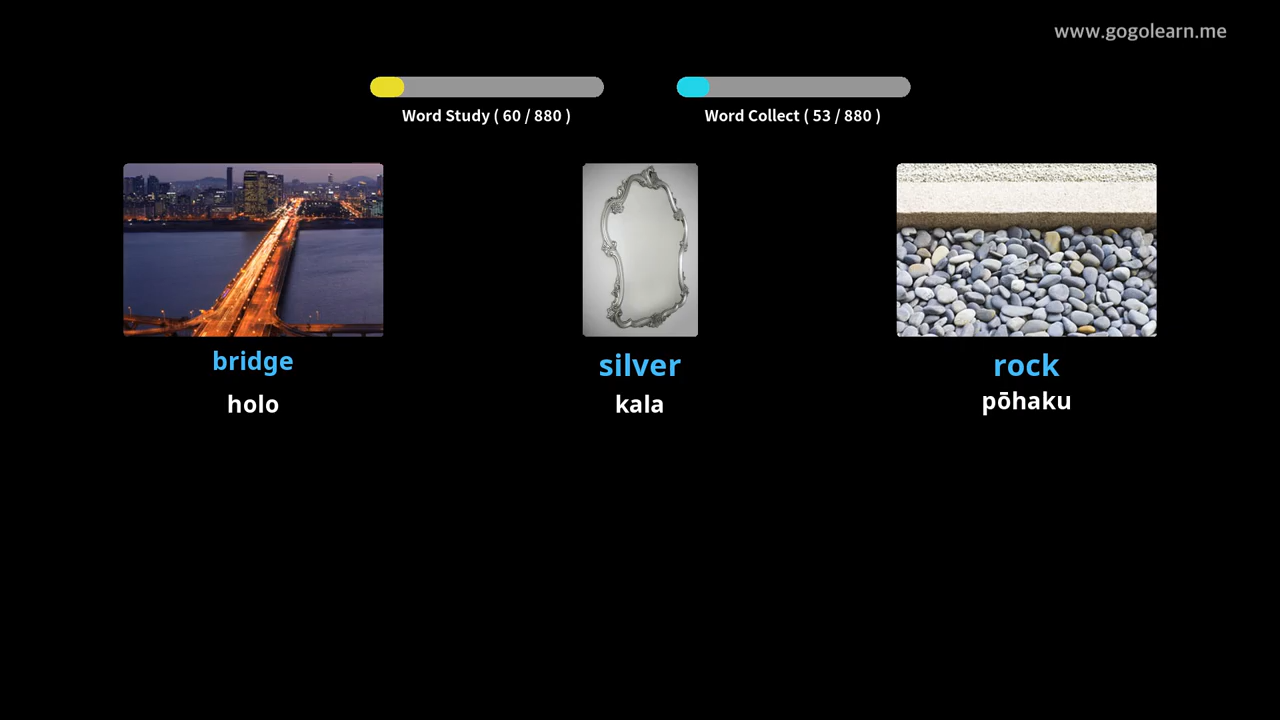 www.gogolearn.me
Word Study ( 60 / 880 )
Word Collect ( 53 / 880 )
bridge
holo
silver
kala
rock
pōhaku